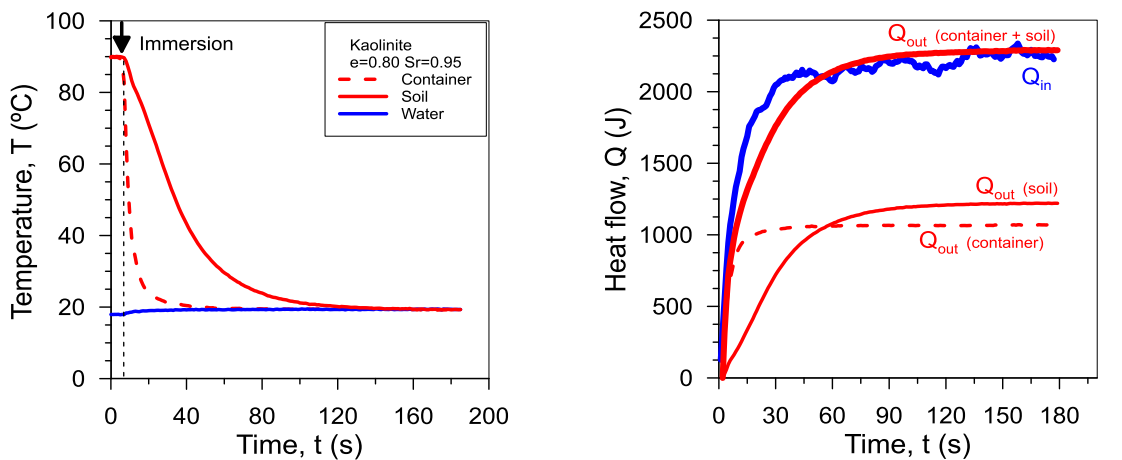 100
80
60
40
20
0
Temperature, T (ºC)
Immersion
Kaolinite
e=0.80 Sr=0.95
Container
Soil
Water
0 40 80 120 160 200
Time, t (s)
2500
2000
1500
1000
500
0
Heat flow, Q (J)
Qout (container + soil)
Qin
Qout (soil)
Qout (container)
0 30 60 90 120 150 180
Time, t (s)